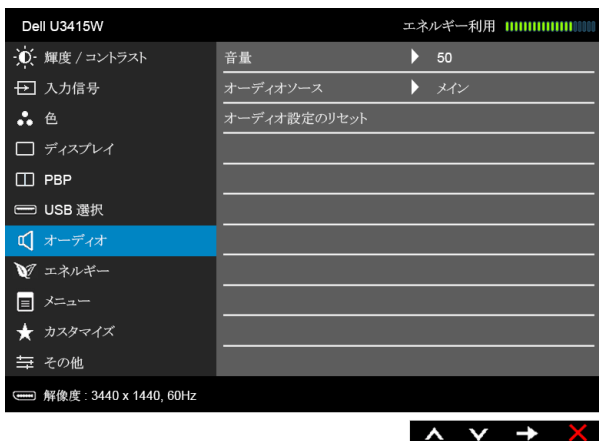 Dell U3415W
エネルギー利用
輝度 / コントラスト
音量 50
入力信号
オーディオソース メイン
色
オーディオ設定のリセット
ディスプレイ
PBP
USB 選択
オーディオ
エネルギー
メニュー
カスタマイズ
その他
解像度 : 3440 x 1440, 60Hz